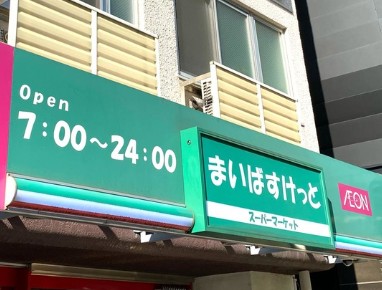 Open
7:00～24:00
まいばすけっと
スーパーマーケット
ÆON